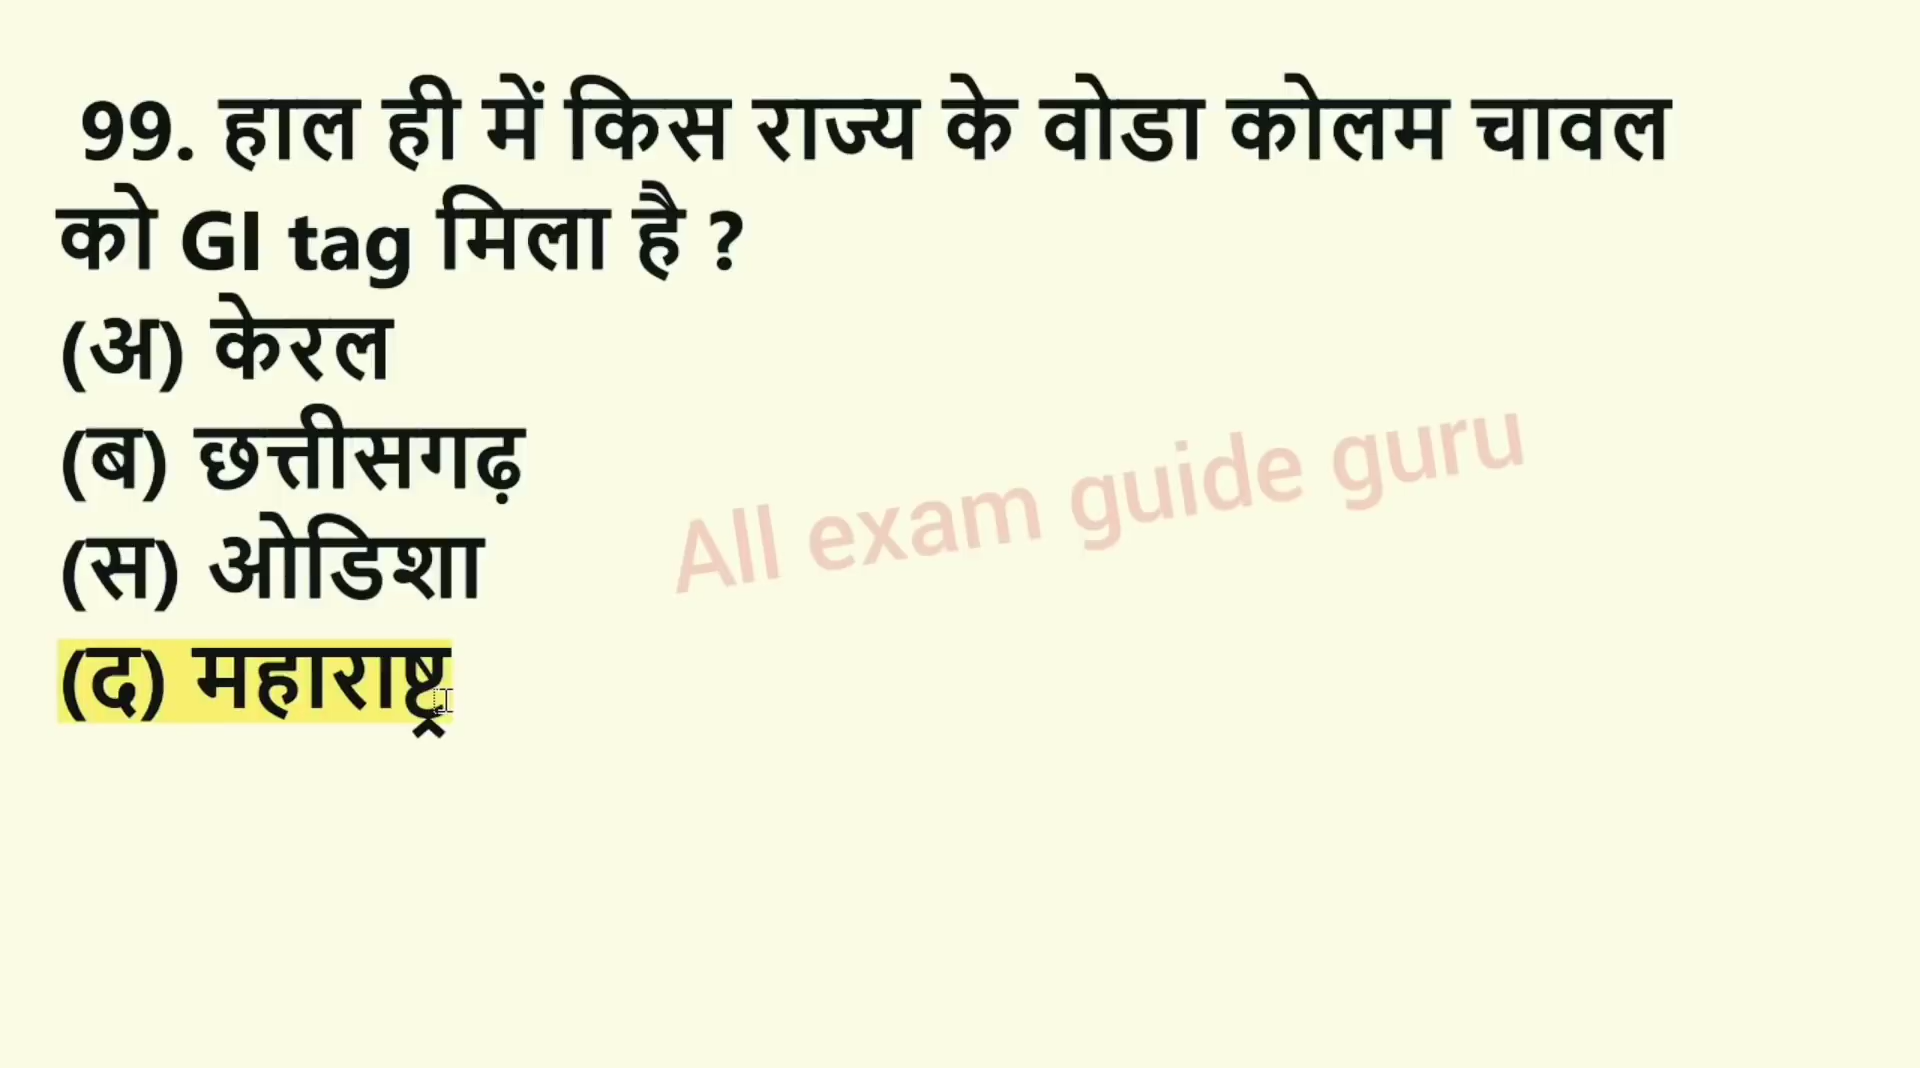 99. हाल ही में किस राज्य के वोडा कोलम चावल
को GI tag मिला है ?
(अ) केरल
(ब) छत्तीसगढ़
(स) ओडिशा
(द) महाराष्ट्र
All exam guide guru